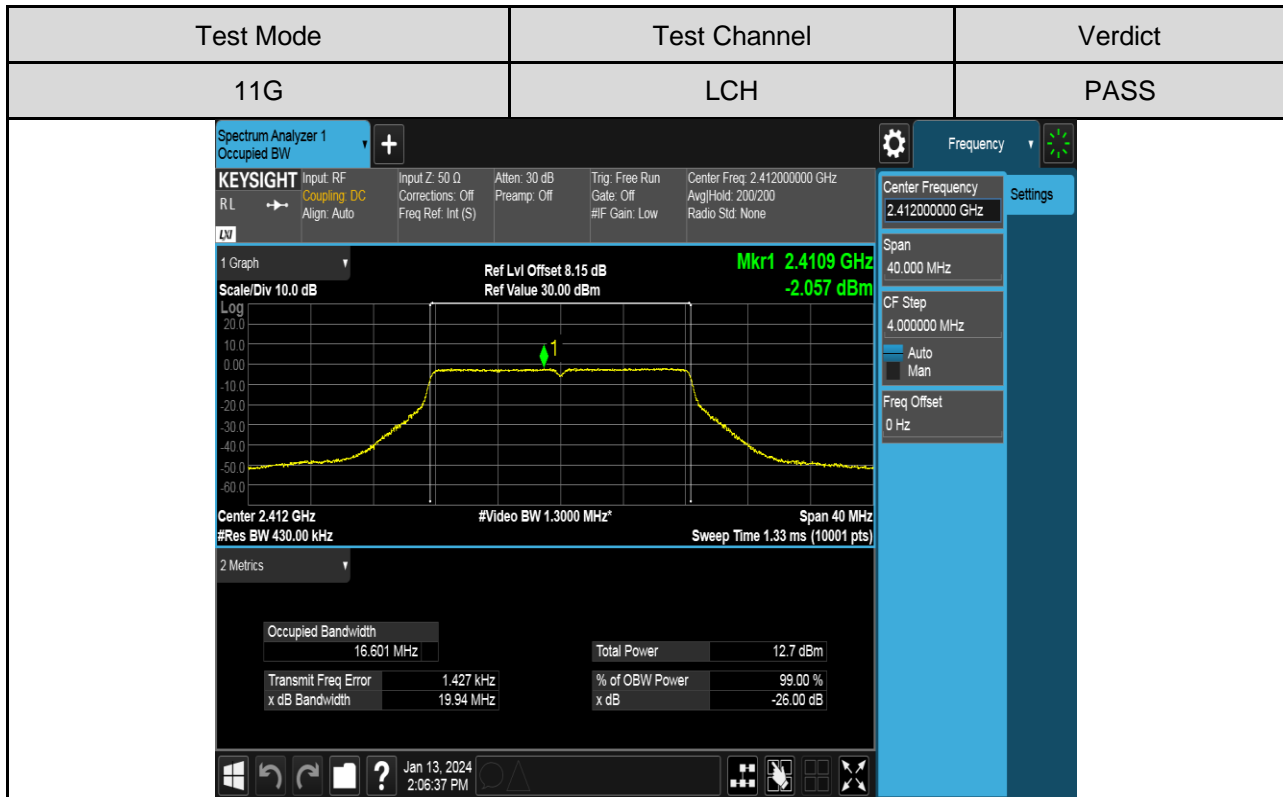 Test Mode Test Channel Verdict
11G LCH PASS
Spectrum Analyzer 1
Occupied BW
+
Frequency
KEYSIGHT Input: RF Input Z: 50 Ω Atten: 30 dB Trig: Free Run Center Freq: 2.412000000 GHz
RL Coupling: DC Corrections: Off Preamp: Off Gate: Off Avg|Hold: 200/200
Align: Auto Freq Ref: Int (S) #IF Gain: Low Radio Std: None
LXI
Center Frequency
2.412000000 GHz
Settings
Span
40.000 MHz
CF Step
4.000000 MHz
Auto
Man
Freq Offset
0 Hz
1 Graph Ref Lvl Offset 8.15 dB Mkr1 2.4109 GHz
Scale/Div 10.0 dB Ref Value 30.00 dBm -2.057 dBm
Log
20.0
10.0
1
0.00
-10.0
-20.0
-30.0
-40.0
-50.0
-60.0
Center 2.412 GHz #Video BW 1.3000 MHz* Span 40 MHz
#Res BW 430.00 kHz Sweep Time 1.33 ms (10001 pts)
2 Metrics
Occupied Bandwidth
16.601 MHz Total Power 12.7 dBm
Transmit Freq Error 1.427 kHz % of OBW Power 99.00 %
x dB Bandwidth 19.94 MHz x dB -26.00 dB
? Jan 13, 2024
2:06:37 PM